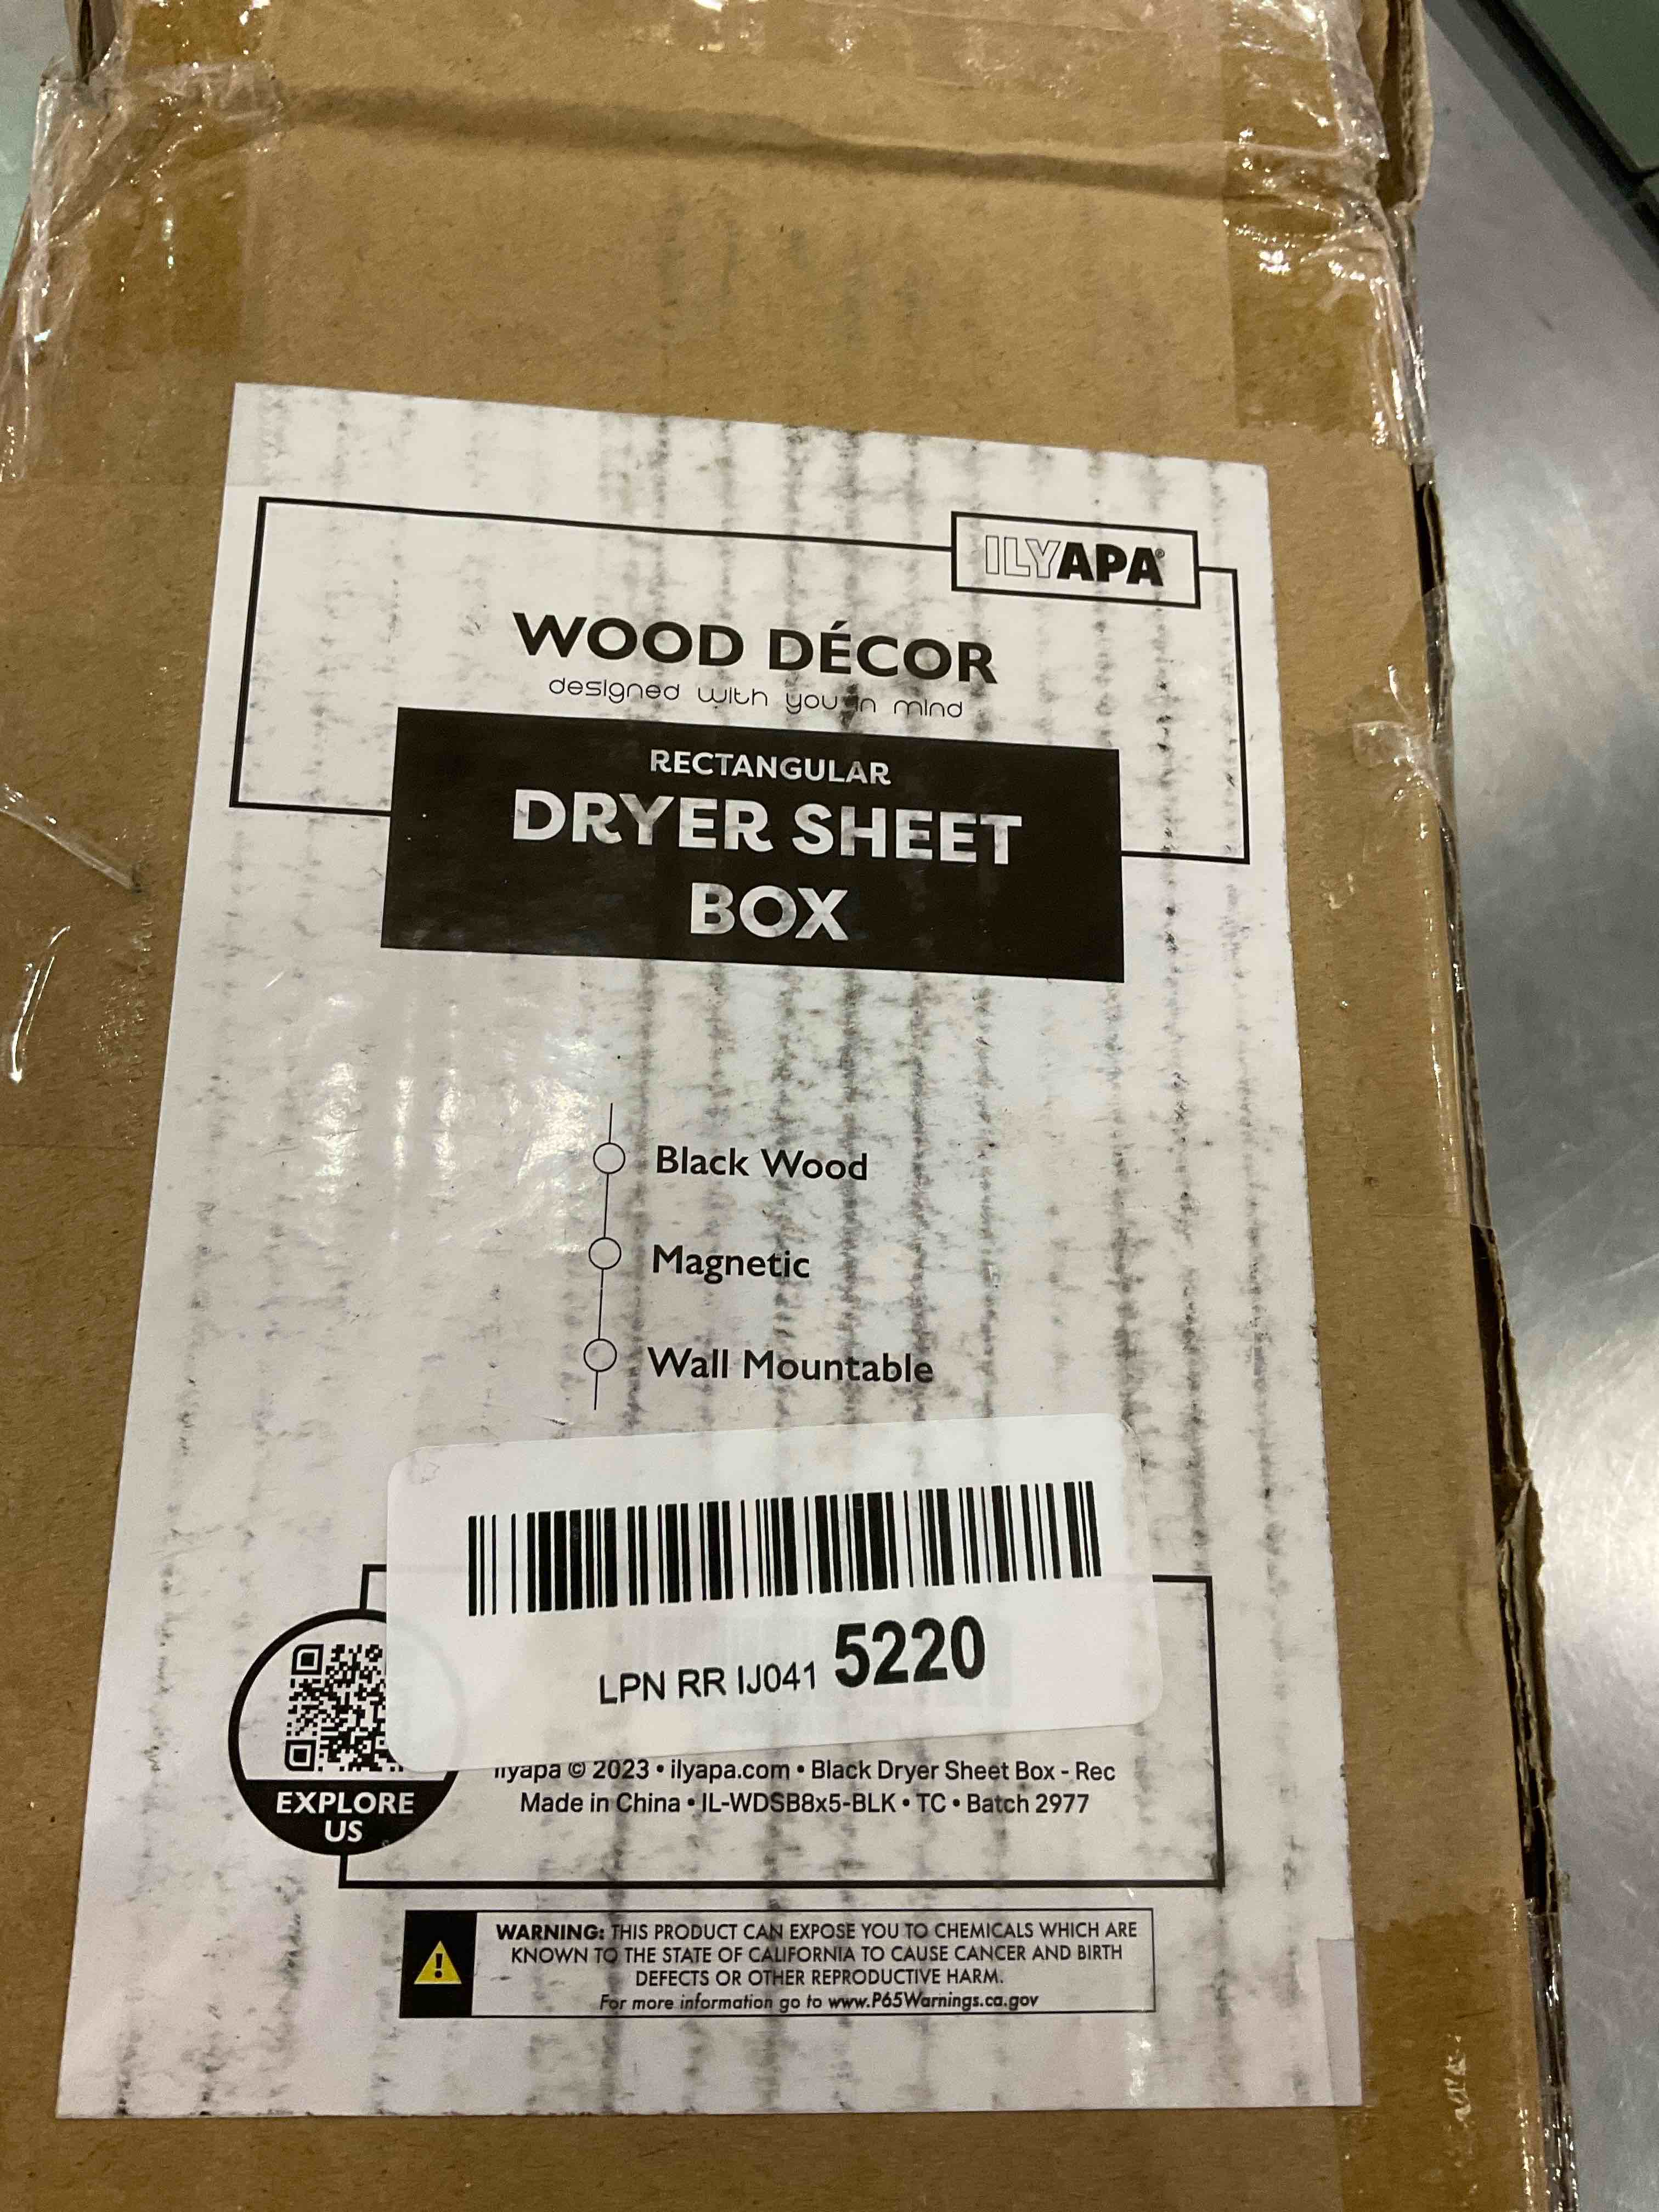 ILYAPA®
WOOD DÉCOR
designed with you in mind
RECTANGULAR
DRYER SHEET
BOX
Black Wood
Magnetic
Wall Mountable
LPN RR IJ041 5220
EXPLORE
US
Ilyapa © 2023 • ilyapa.com • Black Dryer Sheet Box - Rec
Made in China • IL-WDSB8x5-BLK • TC • Batch 2977
WARNING: THIS PRODUCT CAN EXPOSE YOU TO CHEMICALS WHICH ARE
KNOWN TO THE STATE OF CALIFORNIA TO CAUSE CANCER AND BIRTH
DEFECTS OR OTHER REPRODUCTIVE HARM.
For more information go to www.P65Warnings.ca.gov